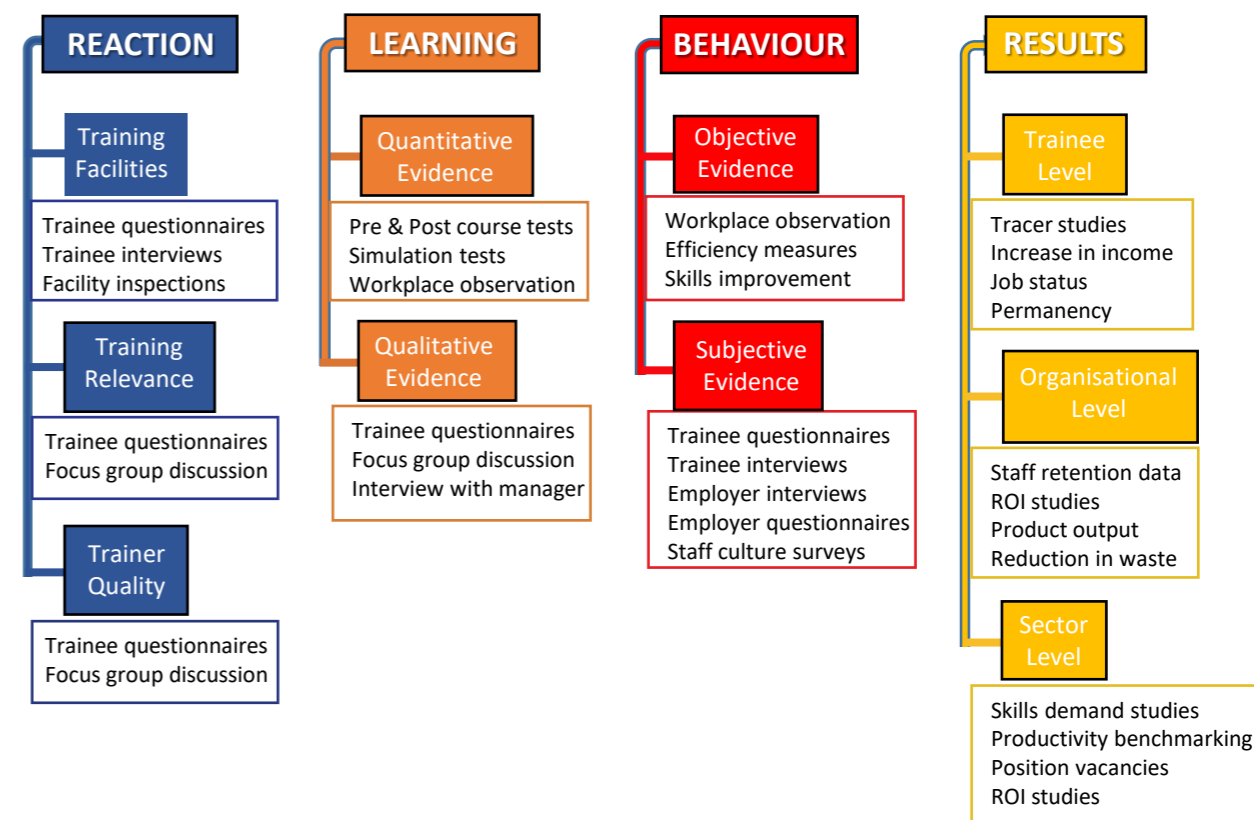 REACTION
Training
Facilities
Trainee questionnaires
Trainee interviews
Facility inspections
Training
Relevance
Trainee questionnaires
Focus group discussion
Trainer
Quality
Trainee questionnaires
Focus group discussion
LEARNING
Quantitative
Evidence
Pre & Post course tests
Simulation tests
Workplace observation
Qualitative
Evidence
Trainee questionnaires
Focus group discussion
Interview with manager
BEHAVIOUR
Objective
Evidence
Workplace observation
Efficiency measures
Skills improvement
Subjective
Evidence
Trainee questionnaires
Trainee interviews
Employer interviews
Employer questionnaires
Staff culture surveys
RESULTS
Trainee
Level
Tracer studies
Increase in income
Job status
Permanency
Organisational
Level
Staff retention data
ROI studies
Product output
Reduction in waste
Sector
Level
Skills demand studies
Productivity benchmarking
Position vacancies
ROI studies